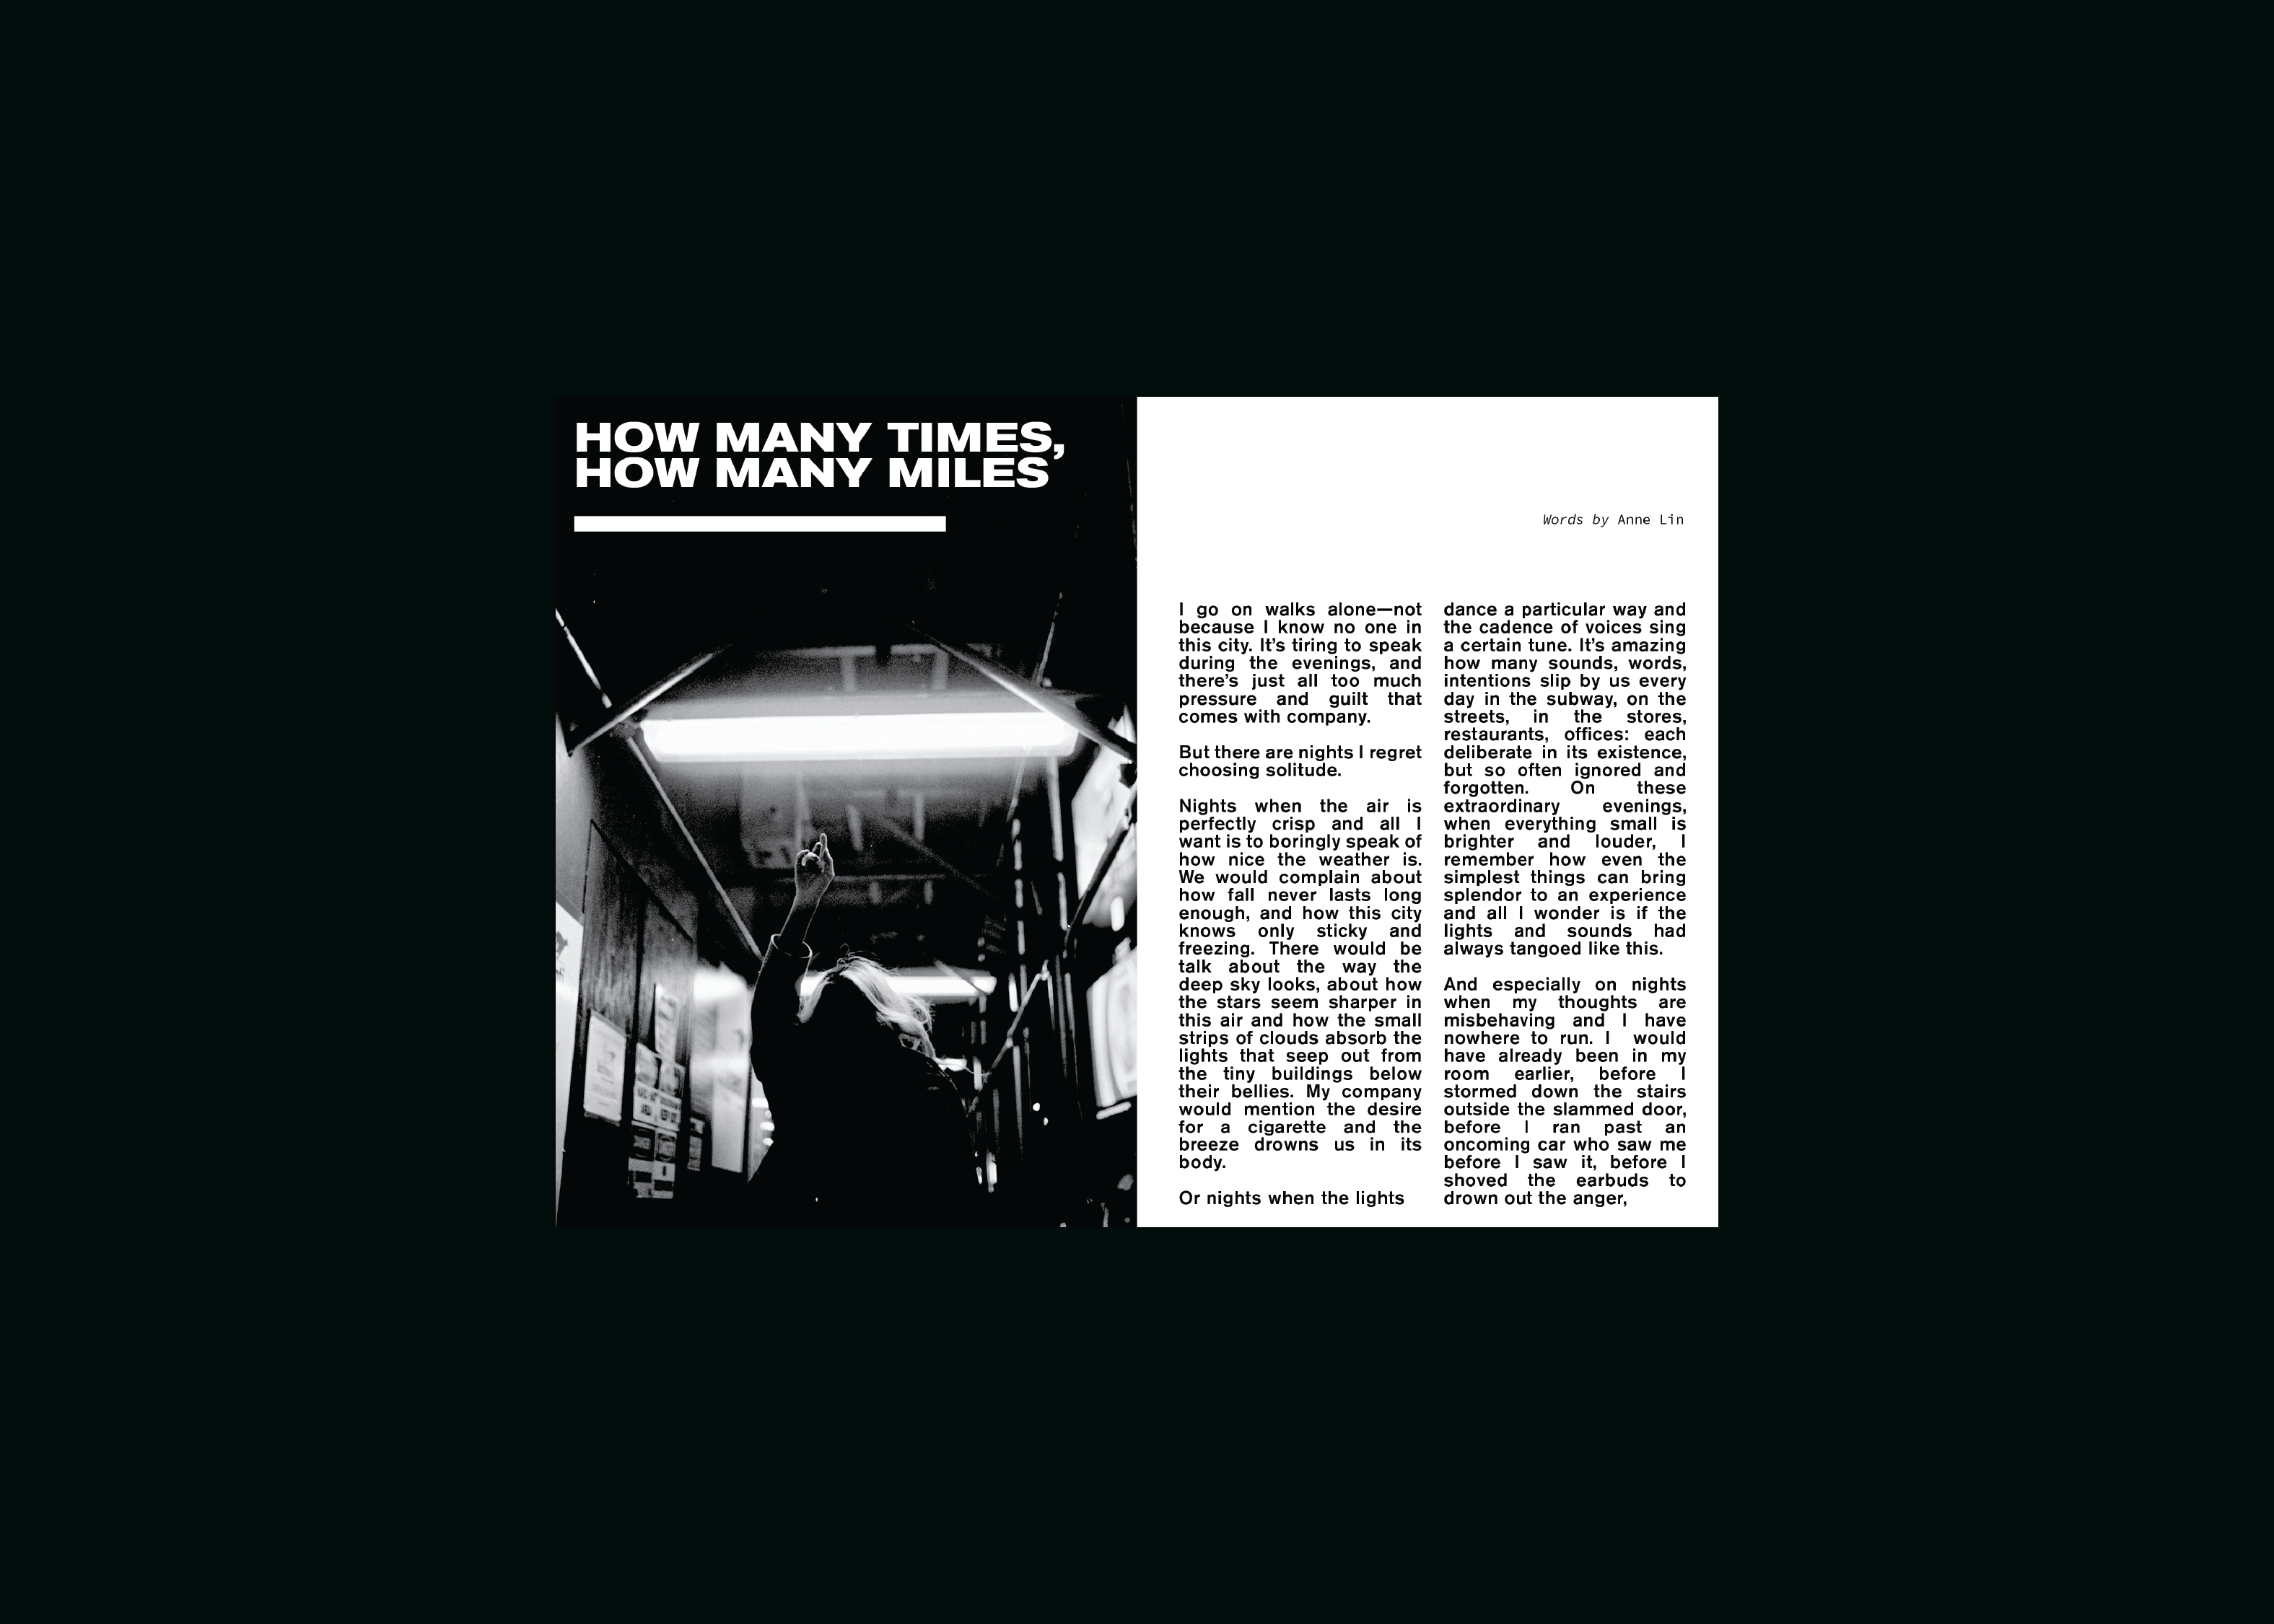 HOW MANY TIMES,
HOW MANY MILES
Words by Anne Lin
I go on walks alone—not
because I know no one in
this city. It’s tiring to speak
during the evenings, and
there’s just all too much
pressure and guilt that
comes with company.
But there are nights I regret
choosing solitude.
Nights when the air is
perfectly crisp and all I
want is to boringly speak of
how nice the weather is.
We would complain about
how fall never lasts long
enough, and how this city
knows only sticky and
freezing. There would be
talk about the way the
deep sky looks, about how
the stars seem sharper in
this air and how the small
strips of clouds absorb the
lights that seep out from
the tiny buildings below
their bellies. My company
would mention the desire
for a cigarette and the
breeze drowns us in its
body.
Or nights when the lights
dance a particular way and
the cadence of voices sing
a certain tune. It’s amazing
how many sounds, words,
intentions slip by us every
day in the subway, on the
streets, in the stores,
restaurants, offices: each
deliberate in its existence,
but so often ignored and
forgotten. On these
extraordinary evenings,
when everything small is
brighter and louder, I
remember how even the
simplest things can bring
splendor to an experience
and all I wonder is if the
lights and sounds had
always tangoed like this.
And especially on nights
when my thoughts are
misbehaving and I have
nowhere to run. I would
have already been in my
room earlier, before I
stormed down the stairs
outside the slammed door,
before I ran past an
oncoming car who saw me
before I saw it, before I
shoved the earbuds to
drown out the anger,